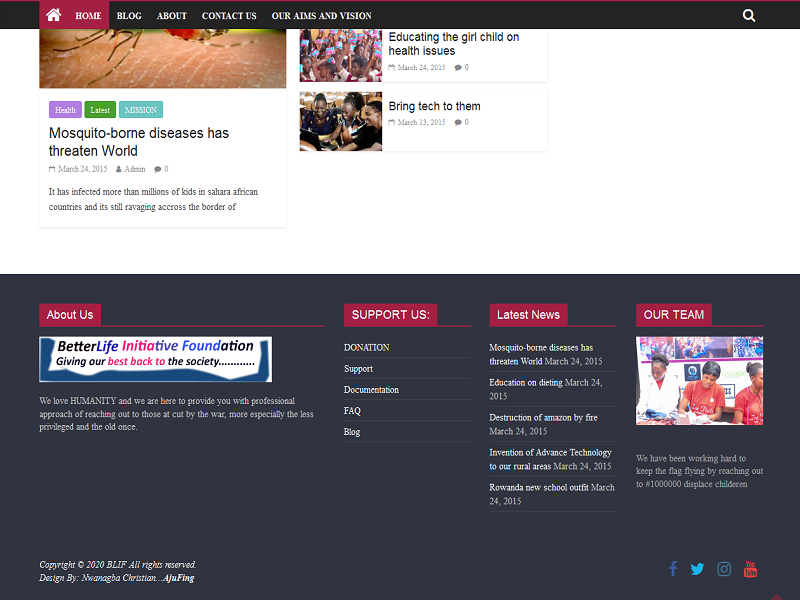 HOME BLOG ABOUT CONTACT US OUR AIMS AND VISION
Health Latest MISSION
Mosquito-borne diseases has
threaten World
March 24, 2015 Admin 0
It has infected more than millions of kids in sahara african
countries and its still ravaging accross the border of
Educating the girl child on
health issues
March 24, 2015 0
Bring tech to them
March 13, 2015 0
About Us
BetterLife Initiative Foundation
Giving our best back to the society............
We love HUMANITY and we are here to provide you with professional
approach of reaching out to those at cut by the war, more especially the less
privileged and the old once.
SUPPORT US:
DONATION
Support
Documentation
FAQ
Blog
Latest News
Mosquito-borne diseases has
threaten World March 24, 2015
Education on dieting March 24,
2015
Destruction of amazon by fire
March 24, 2015
Invention of Advance Technology
to our rural areas March 24, 2015
Rowanda new school outfit March
24, 2015
OUR TEAM
We have been working hard to
keep the flag flying by reaching out
to #1000000 displace childeren
Copyright © 2020 BLIF All rights reserved.
Design By: Nwanagba Christian...AjuFing
You